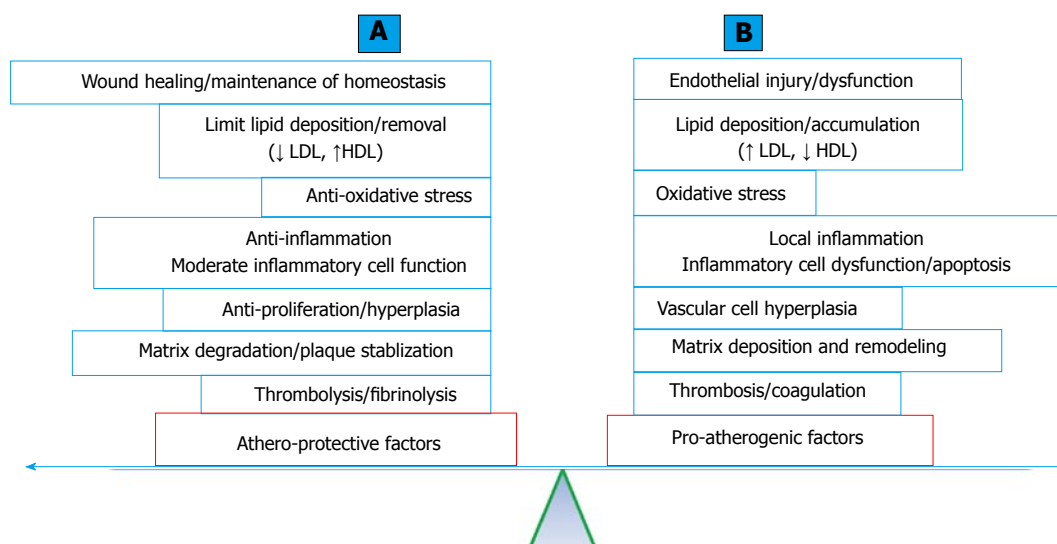 A
Wound healing/maintenance of homeostasis
Limit lipid deposition/removal
(↓ LDL, ↑HDL)
Anti-oxidative stress
Anti-inflammation
Moderate inflammatory cell function
Anti-proliferation/hyperplasia
Matrix degradation/plaque stablization
Thrombolysis/fibrinolysis
Athero-protective factors
B
Endothelial injury/dysfunction
Lipid deposition/accumulation
(↑ LDL, ↓ HDL)
Oxidative stress
Local inflammation
Inflammatory cell dysfunction/apoptosis
Vascular cell hyperplasia
Matrix deposition and remodeling
Thrombosis/coagulation
Pro-atherogenic factors